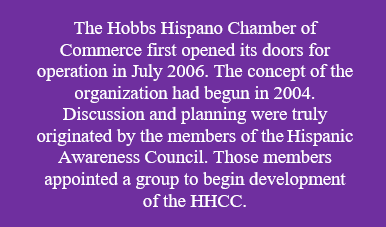 The Hobbs Hispano Chamber of
Commerce first opened its doors for
operation in July 2006. The concept of the
organization had begun in 2004.
Discussion and planning were truly
originated by the members of the Hispanic
Awareness Council. Those members
appointed a group to begin development
of the HHCC.